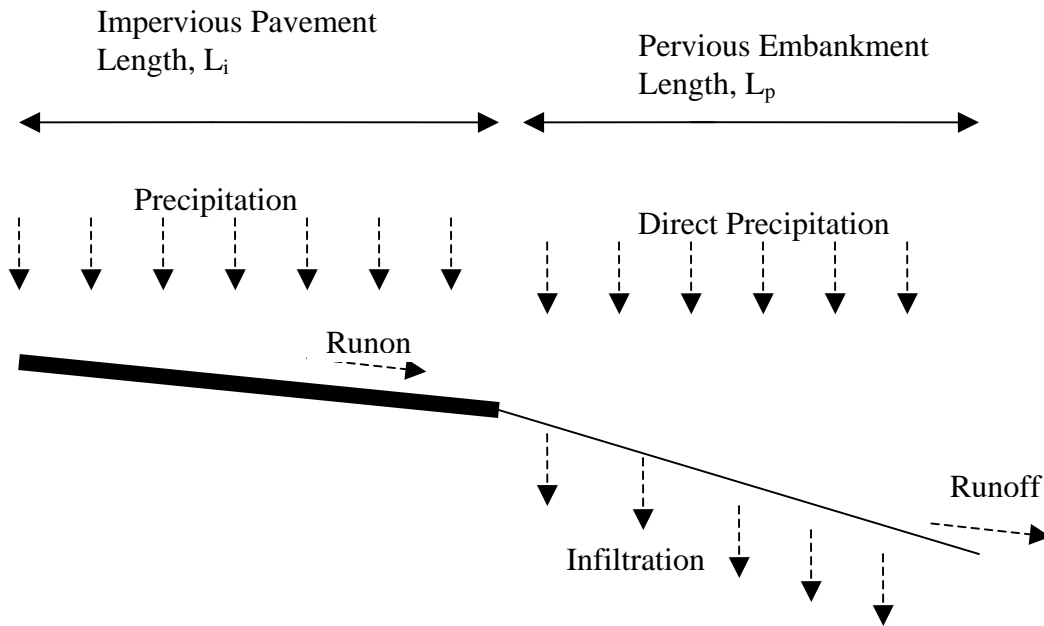 Impervious Pavement
Length, Lᵢ
Pervious Embankment
Length, Lₚ
Precipitation
Direct Precipitation
Runon
Runoff
Infiltration